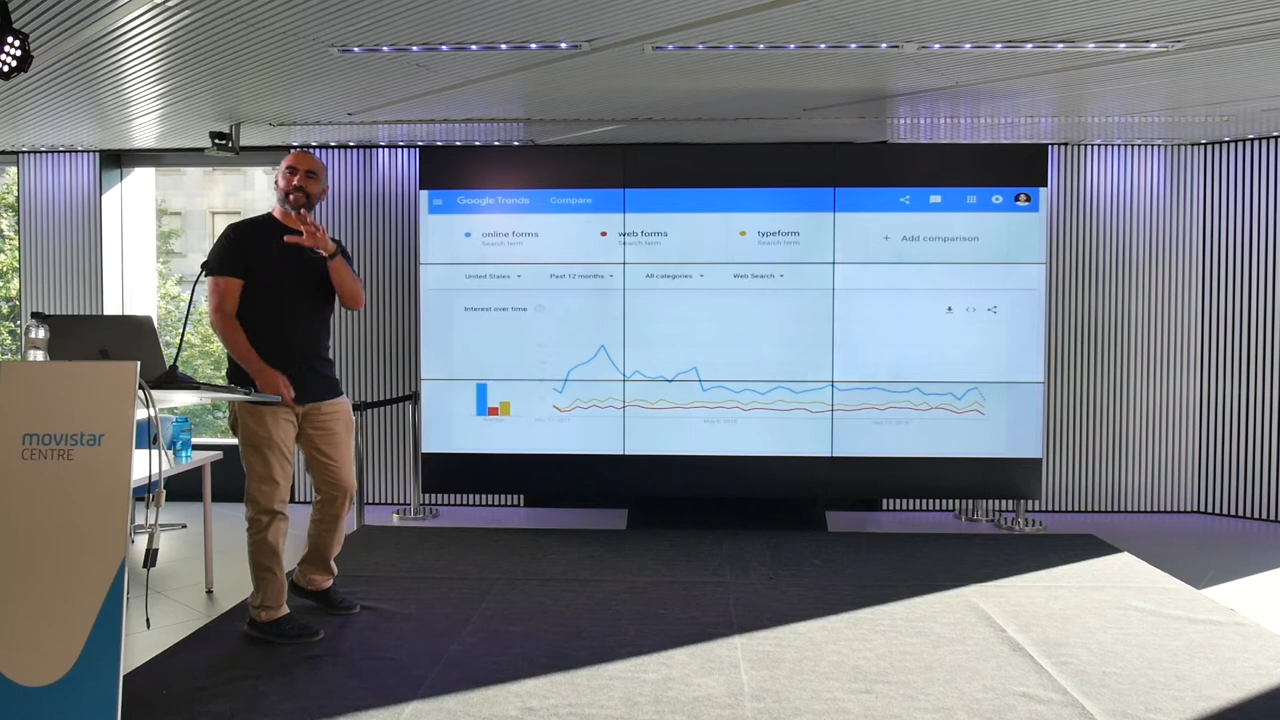 Google Trends Compare
online forms
Search term
web forms
Search term
typeform
Search term
+ Add comparison
United States
Past 12 months
All categories
Web Search
Interest over time
Average
movistar
CENTRE